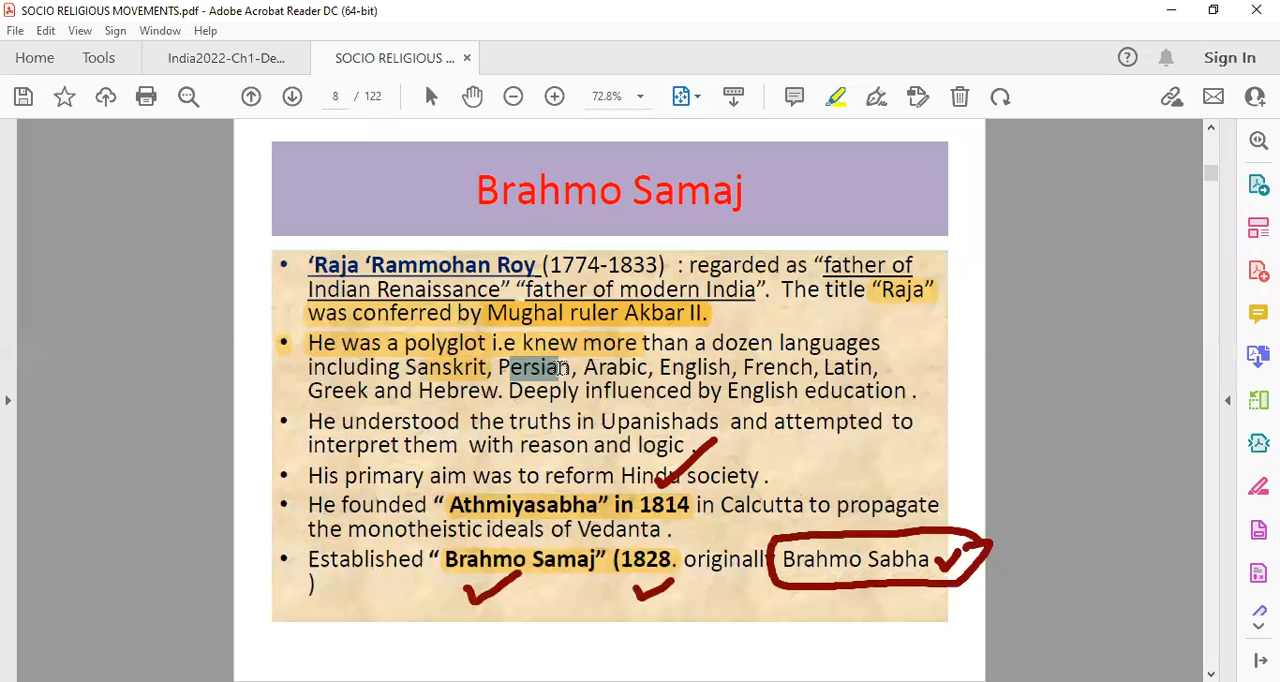 SOCIO RELIGIOUS MOVEMENTS.pdf - Adobe Acrobat Reader DC (64-bit)
File Edit View Sign Window Help
Home Tools India2022-Ch1-De... SOCIO RELIGIOUS ... × Sign In
8 / 122 72.8%
Brahmo Samaj
• ‘Raja ‘Rammohan Roy (1774-1833) : regarded as “father of
Indian Renaissance” “father of modern India”. The title “Raja”
was conferred by Mughal ruler Akbar II.
• He was a polyglot i.e knew more than a dozen languages
including Sanskrit, Persian, Arabic, English, French, Latin,
Greek and Hebrew. Deeply influenced by English education .
• He understood the truths in Upanishads and attempted to
interpret them with reason and logic .
• His primary aim was to reform Hindu society .
• He founded “ Athmiyasabha” in 1814 in Calcutta to propagate
the monotheistic ideals of Vedanta .
• Established “ Brahmo Samaj” (1828. originally Brahmo Sabha
)